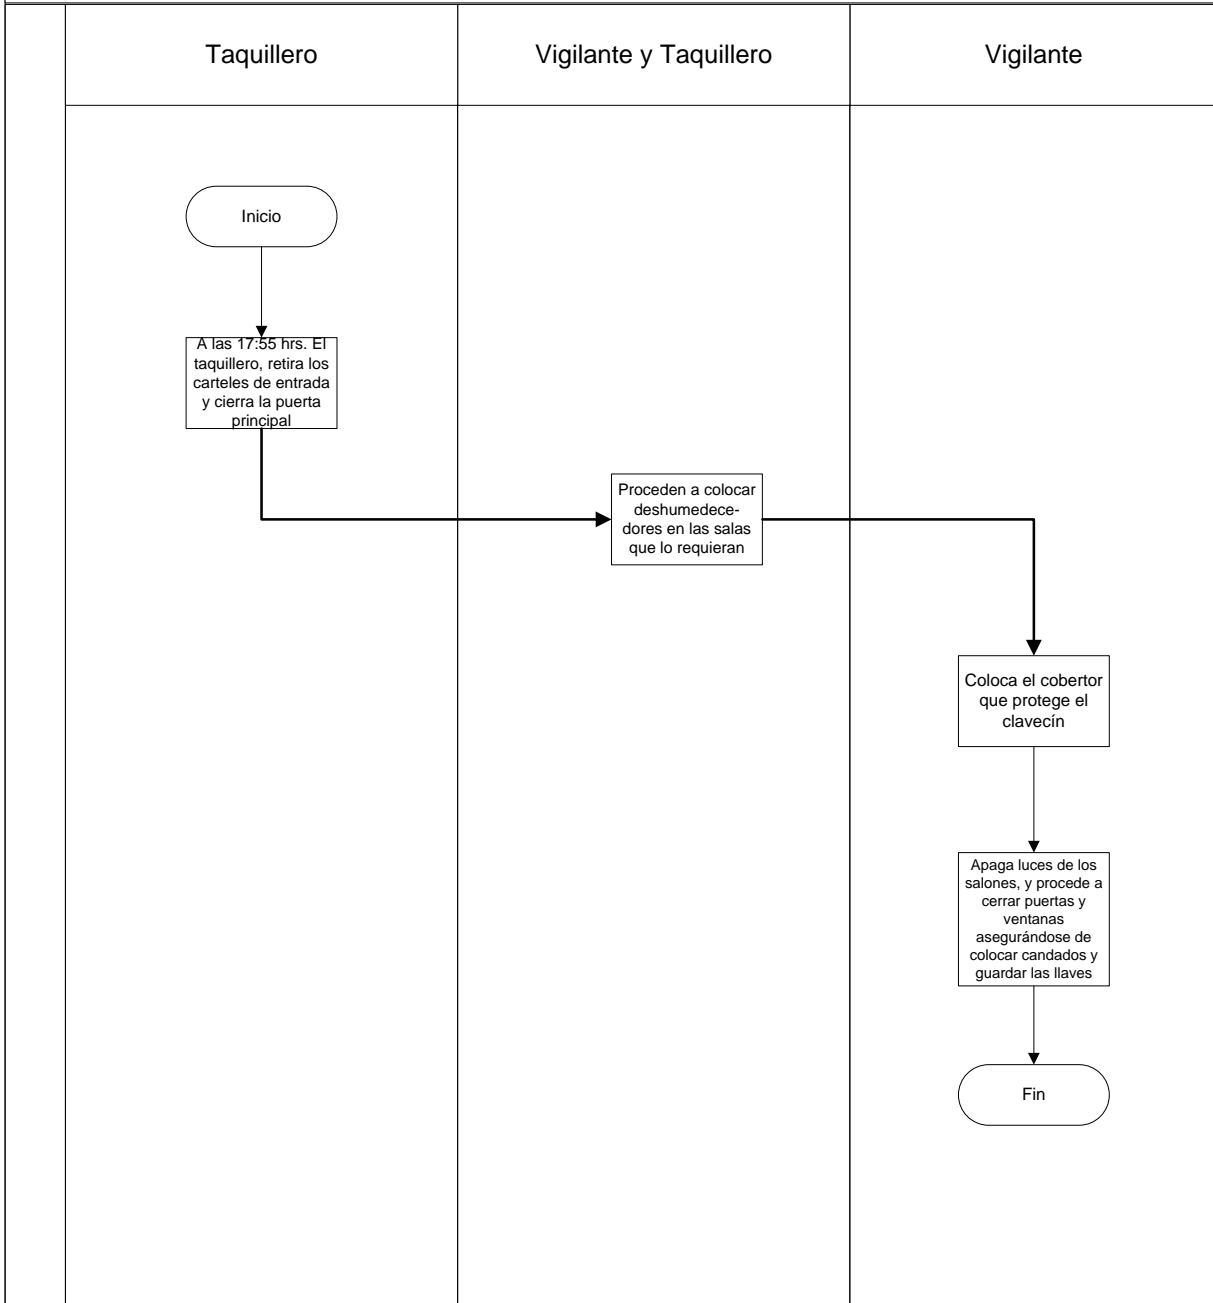 Taquillero
Vigilante y Taquillero
Vigilante
Inicio
A las 17:55 hrs. El
taquillero, retira los
carteles de entrada
y cierra la puerta
principal
Proceden a colocar
deshumedece-
dores en las salas
que lo requieran
Coloca el cobertor
que protege el
clavecín
Apaga luces de los
salones, y procede a
cerrar puertas y
ventanas
asegurándose de
colocar candados y
guardar las llaves
Fin